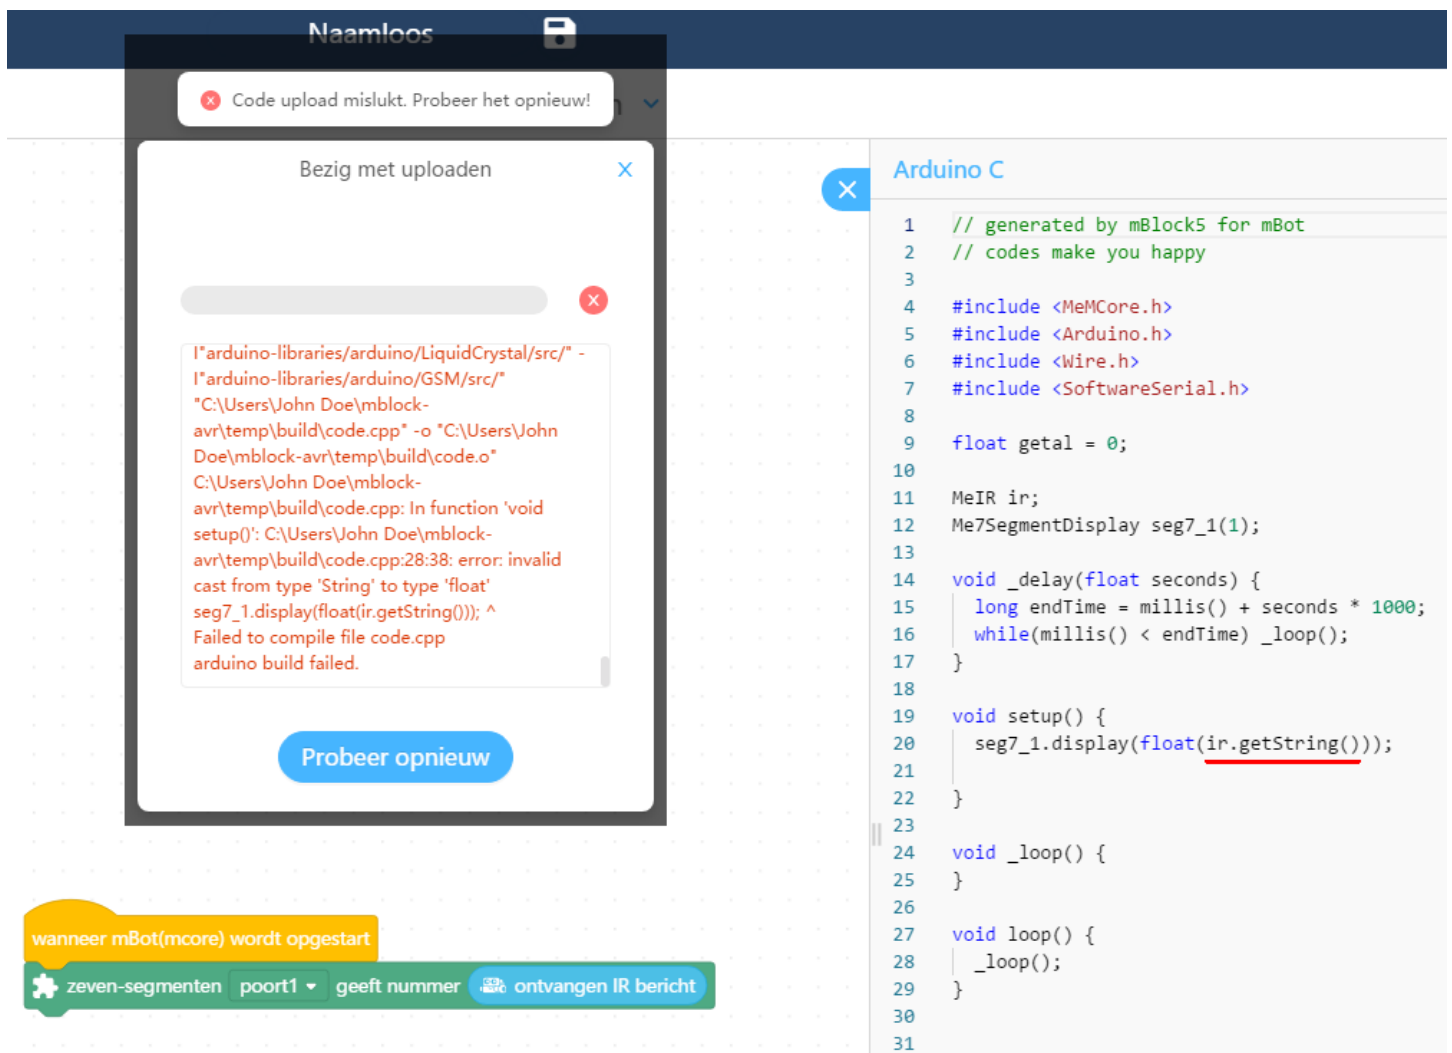 Naamloos
Code upload mislukt. Probeer het opnieuw!
Bezig met uploaden
X
I"arduino-libraries/arduino/LiquidCrystal/src/" -
I"arduino-libraries/arduino/GSM/src/"
"C:\Users\John Doe\mblock-
avr\temp\build\code.cpp" -o "C:\Users\John
Doe\mblock-avr\temp\build\code.o"
C:\Users\John Doe\mblock-
avr\temp\build\code.cpp: In function 'void
setup()': C:\Users\John Doe\mblock-
avr\temp\build\code.cpp:28:38: error: invalid
cast from type 'String' to type 'float'
seg7_1.display(float(ir.getString())); ^
Failed to compile file code.cpp
arduino build failed.
Probeer opnieuw
wanneer mBot(mcore) wordt opgestart
zeven-segmenten poort1 geeft nummer ontvangen IR bericht
Arduino C
1 // generated by mBlock5 for mBot
2 // codes make you happy
3
4 #include <MeMCore.h>
5 #include <Arduino.h>
6 #include <Wire.h>
7 #include <SoftwareSerial.h>
8
9 float getal = 0;
10
11 MeIR ir;
12 Me7SegmentDisplay seg7_1(1);
13
14 void _delay(float seconds) {
15 long endTime = millis() + seconds * 1000;
16 while(millis() < endTime) _loop();
17 }
18
19 void setup() {
20 seg7_1.display(float(ir.getString()));
21
22 }
23
24 void _loop() {
25 }
26
27 void loop() {
28 _loop();
29 }
30
31